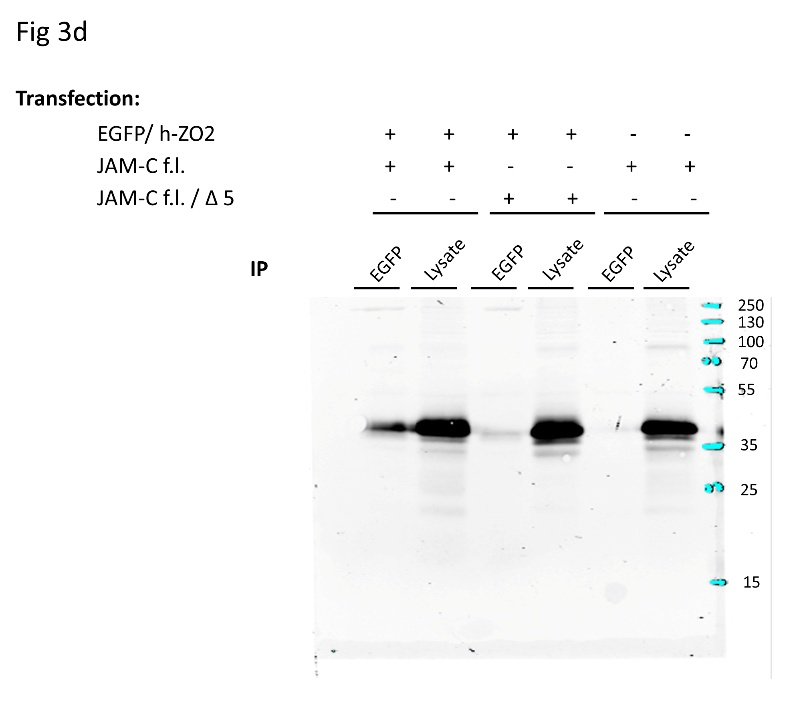 Fig 3d
Transfection:
EGFP/ h-ZO2 + + + + - -
JAM-C f.l. + + - - + +
JAM-C f.l. / Δ 5 - - + + - -
IP EGFP Lysate EGFP Lysate EGFP Lysate
250
130
100
70
55
35
25
15